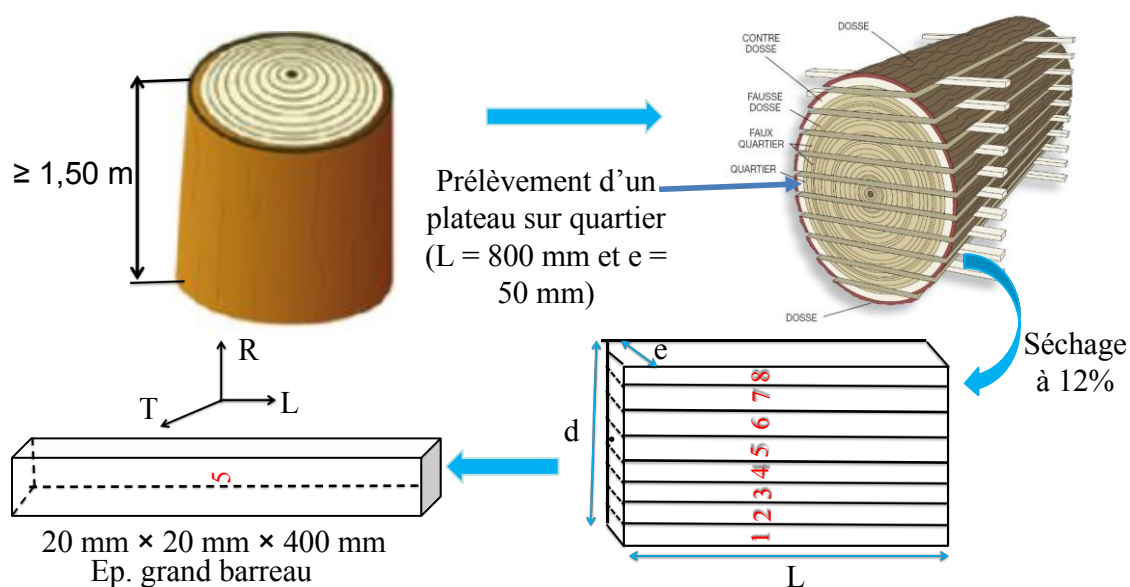 ≥ 1,50 m
Prélèvement d’un
plateau sur quartier
(L = 800 mm et e =
50 mm)
DOSSE
CONTRE
DOSSE
FAUSSE
DOSSE
FAUX
QUARTIER
QUARTIER
DOSSE
Séchage
à 12%
e
d
8
7
6
5
4
3
2
1
L
R
T
L
5
20 mm × 20 mm × 400 mm
Ep. grand barreau